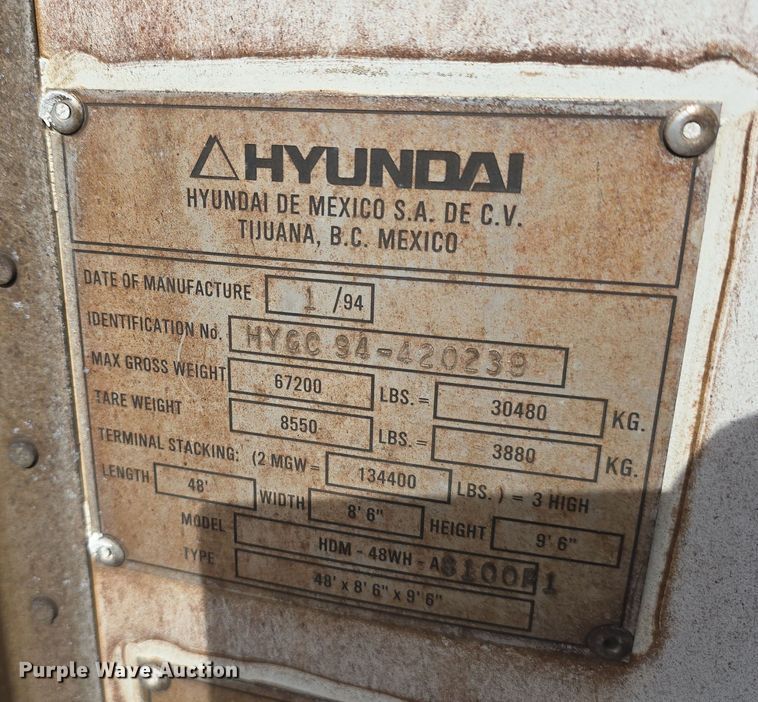 HYUNDAI
HYUNDAI DE MEXICO S.A. DE C.V.
TIJUANA, B.C. MEXICO
DATE OF MANUFACTURE 1 /94
IDENTIFICATION No. HYGC 94-420239
MAX GROSS WEIGHT 67200 LBS. = 30480 KG.
TARE WEIGHT 8550 LBS. = 3880 KG.
TERMINAL STACKING: (2 MGW = 134400 LBS. ) = 3 HIGH
LENGTH 48' WIDTH 8' 6" HEIGHT 9' 6"
MODEL HDM - 48WH - A
TYPE 48' x 8' 6" x 9' 6"
Purple Wave Auction